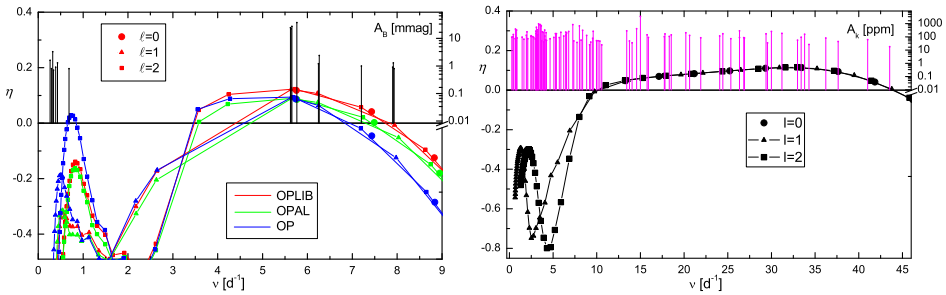 A_B [mmag]
ℓ=0
ℓ=1
ℓ=2
0.4
0.2
0.0
-0.2
-0.4
η
10
1
0.1
0.01
OPLIB
OPAL
OP
0 1 2 3 4 5 6 7 8 9
ν [d⁻¹]
A_k [ppm]
0.4
0.2
0.0
-0.2
-0.4
-0.6
-0.8
η
1000
100
10
1
0.1
0.01
l=0
l=1
l=2
0 5 10 15 20 25 30 35 40 45
ν [d⁻¹]